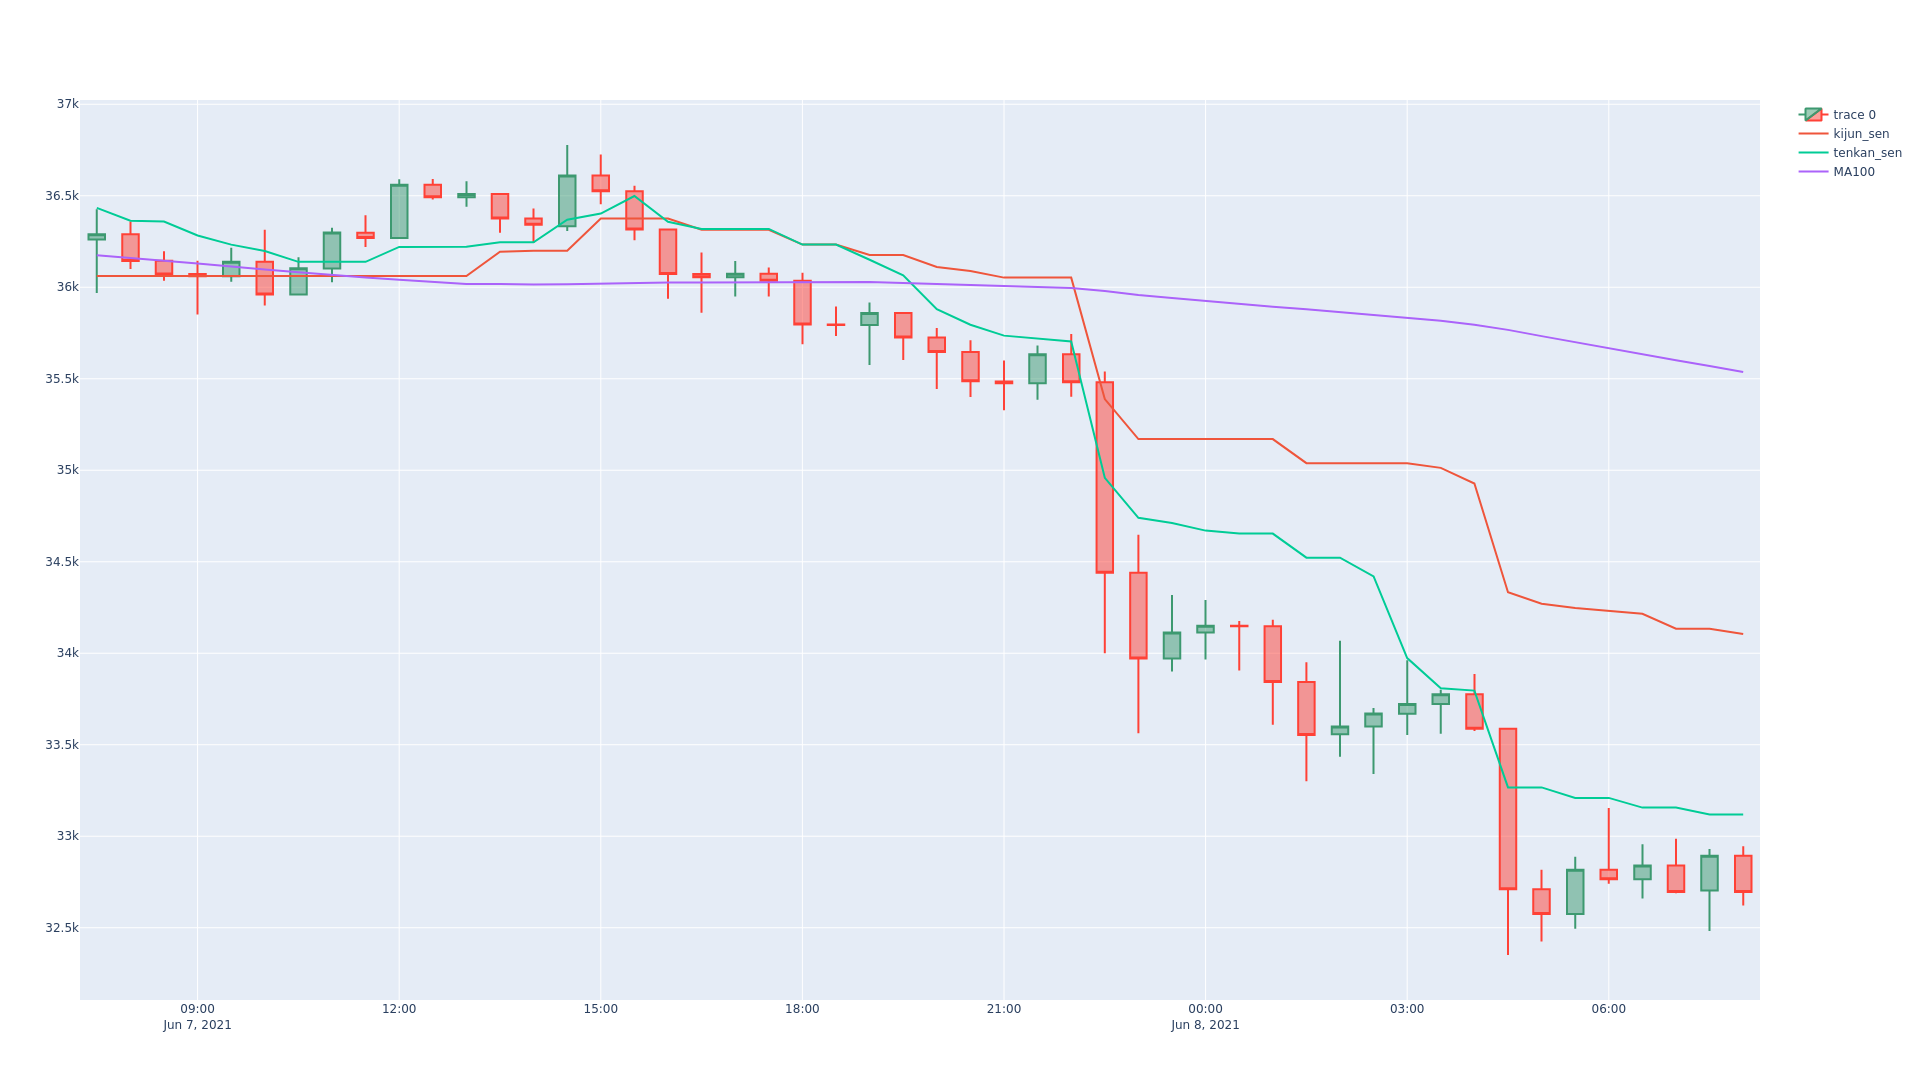 37k
36.5k
36k
35.5k
35k
34.5k
34k
33.5k
33k
32.5k
09:00 12:00 15:00 18:00 21:00 00:00 03:00 06:00
Jun 7, 2021 Jun 8, 2021
trace 0
kijun_sen
tenkan_sen
MA100